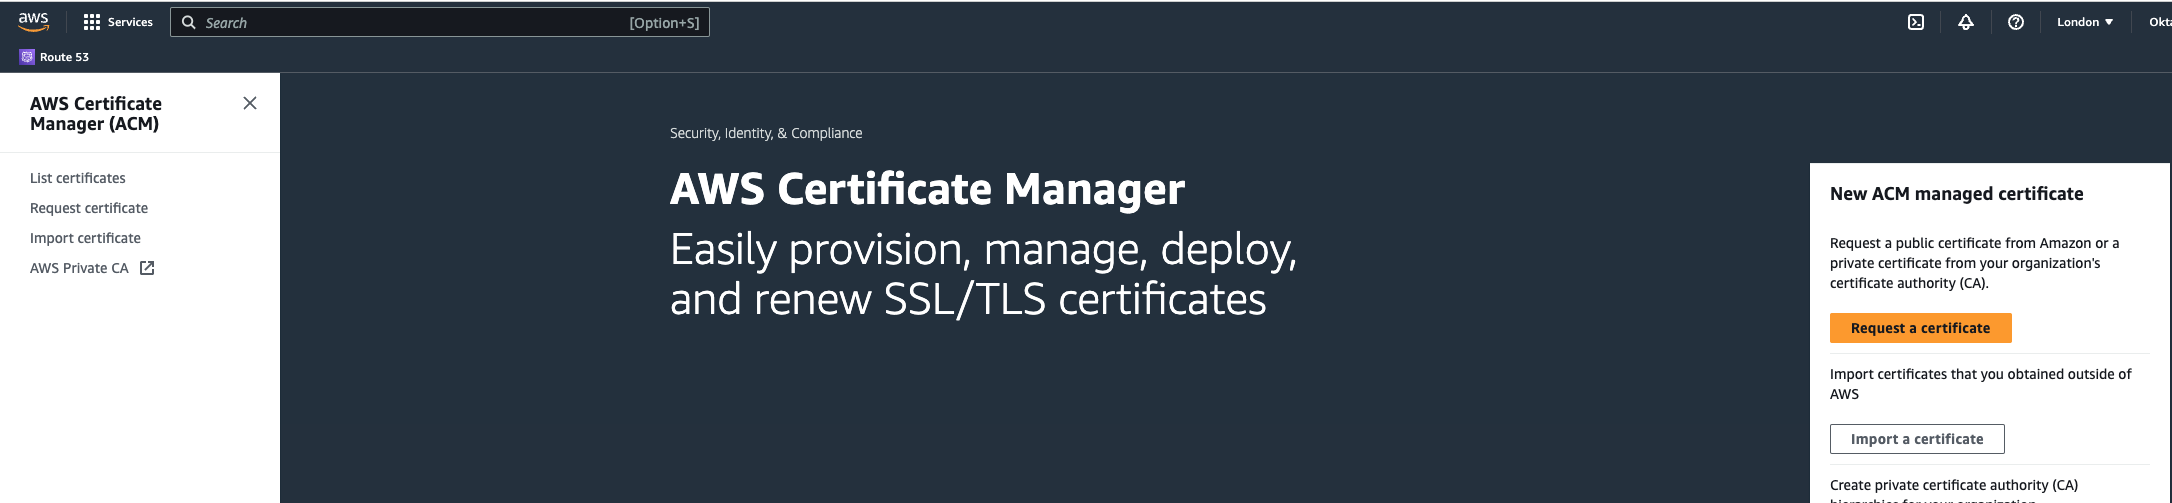 aws
Services
Search
[Option+S]
London
Okta
Route 53
AWS Certificate
Manager (ACM)
List certificates
Request certificate
Import certificate
AWS Private CA
Security, Identity, & Compliance
AWS Certificate Manager
Easily provision, manage, deploy,
and renew SSL/TLS certificates
New ACM managed certificate
Request a public certificate from Amazon or a
private certificate from your organization's
certificate authority (CA).
Request a certificate
Import certificates that you obtained outside of
AWS
Import a certificate
Create private certificate authority (CA)